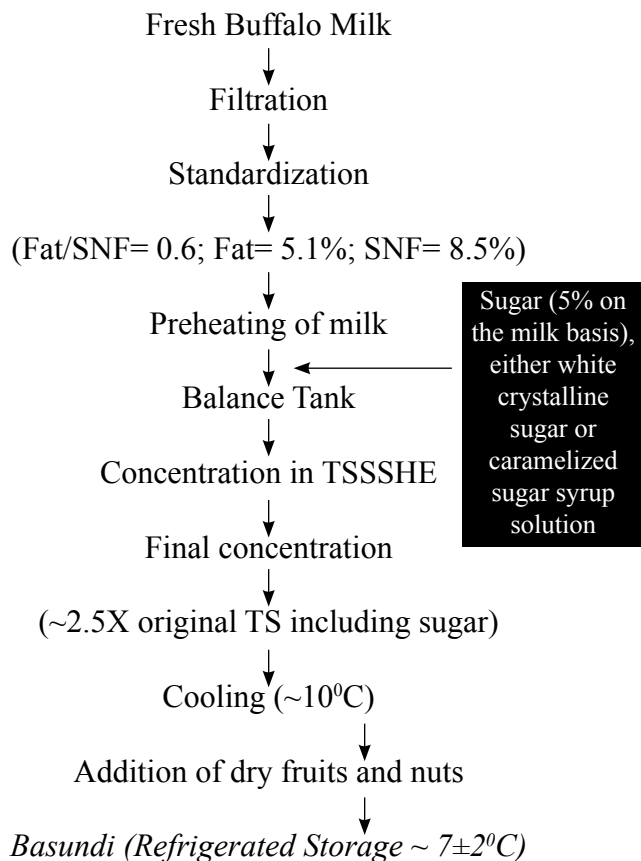 Fresh Buffalo Milk
Filtration
Standardization
(Fat/SNF= 0.6; Fat= 5.1%; SNF= 8.5%)
Preheating of milk
Sugar (5% on
the milk basis),
either white
crystalline
sugar or
caramelized
sugar syrup
solution
Balance Tank
Concentration in TSSSHE
Final concentration
(~2.5X original TS including sugar)
Cooling (~10⁰C)
Addition of dry fruits and nuts
Basundi (Refrigerated Storage ~ 7±2⁰C)